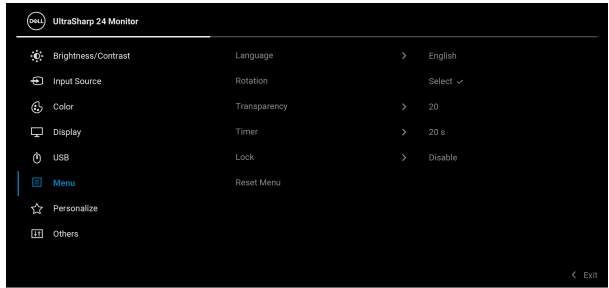 DELL UltraSharp 24 Monitor
Brightness/Contrast Language > English
Input Source Rotation Select ✓
Color Transparency > 20
Display Timer > 20 s
USB Lock > Disable
Menu Reset Menu
Personalize
Others
< Exit